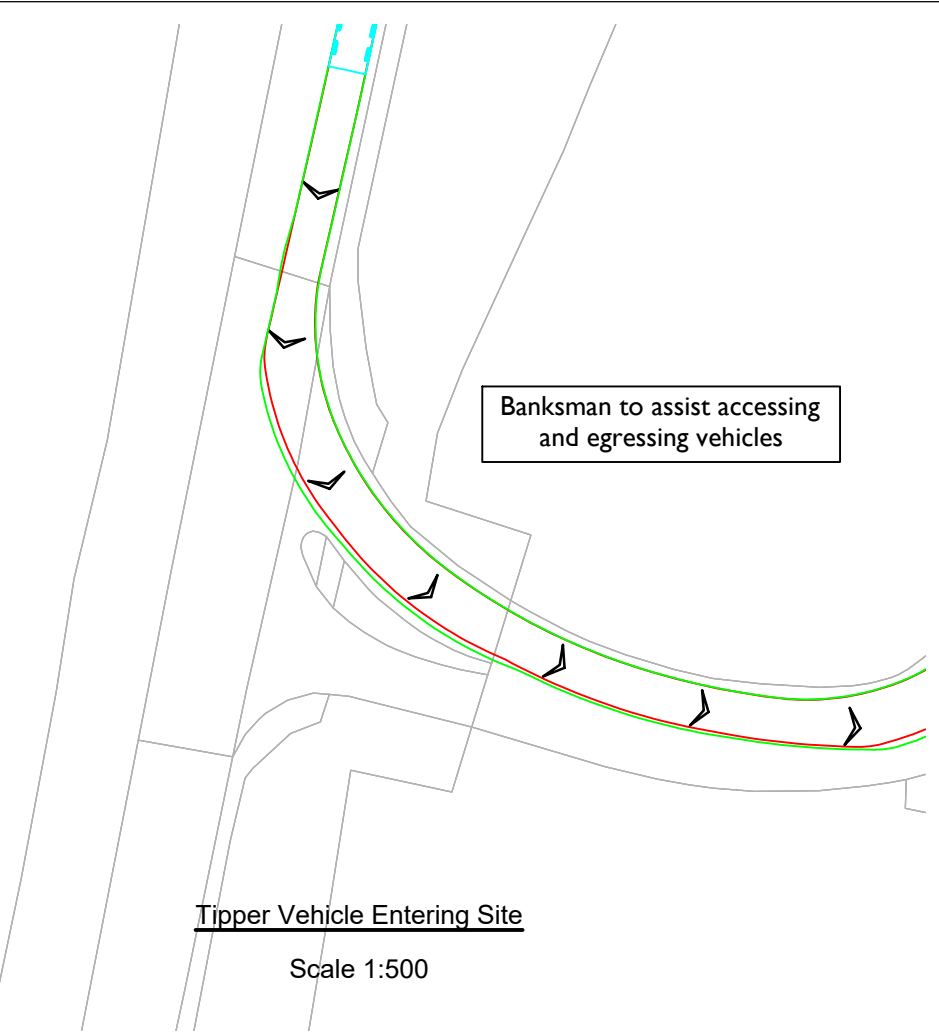 Banksman to assist accessing
and egressing vehicles
Tipper Vehicle Entering Site
Scale 1:500